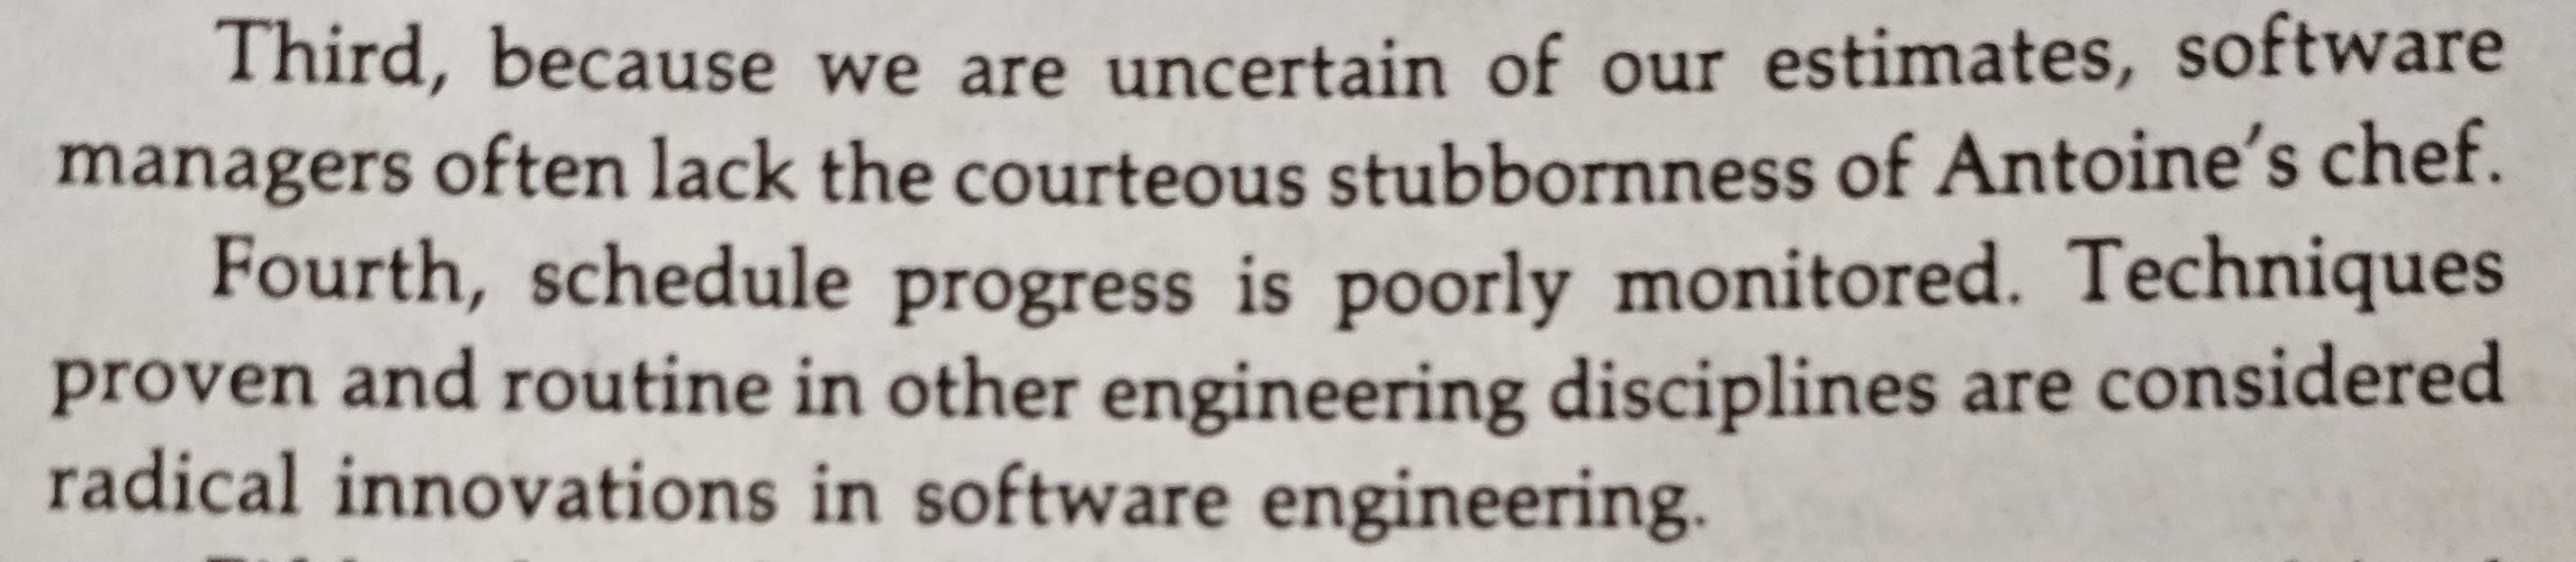 Third, because we are uncertain of our estimates, software
managers often lack the courteous stubbornness of Antoine's chef.
Fourth, schedule progress is poorly monitored. Techniques
proven and routine in other engineering disciplines are considered
radical innovations in software engineering.